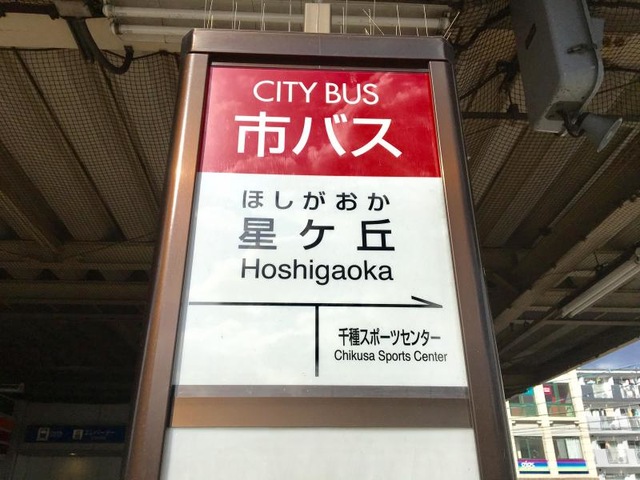 CITY BUS
市バス
ほしがおか
星ケ丘
Hoshigaoka
千種スポーツセンター
Chikusa Sports Center